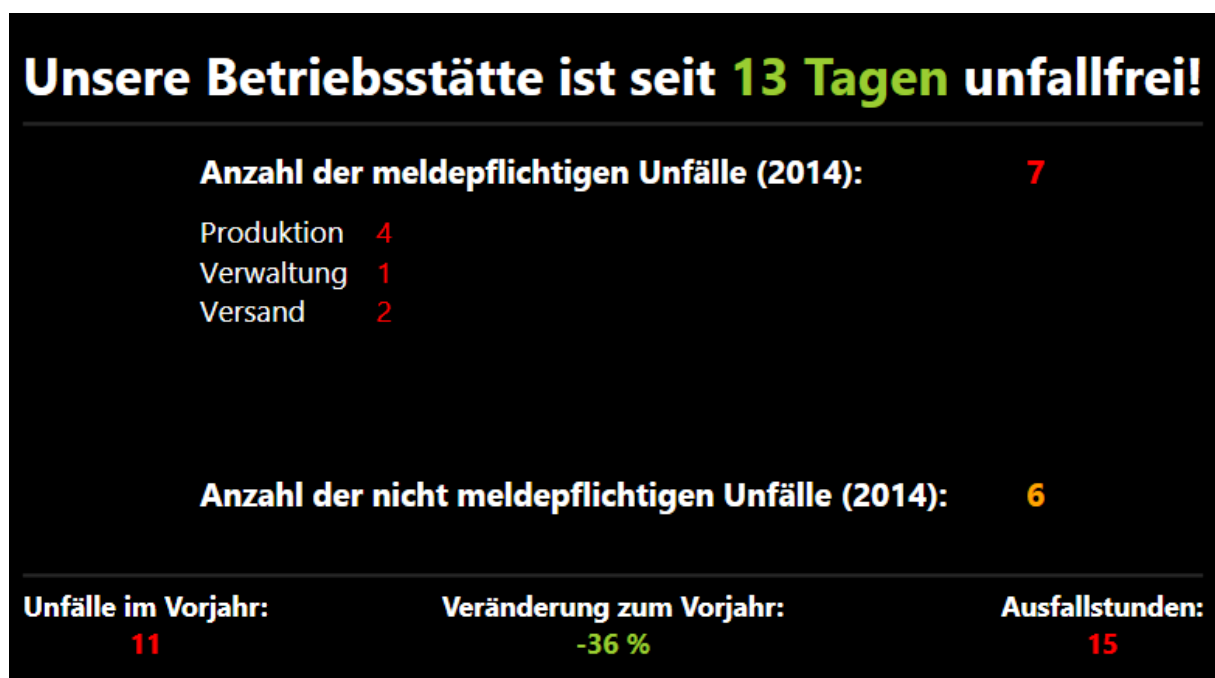 Unsere Betriebsstätte ist seit 13 Tagen unfallfrei!
Anzahl der meldepflichtigen Unfälle (2014): 7
Produktion 4
Verwaltung 1
Versand 2
Anzahl der nicht meldepflichtigen Unfälle (2014): 6
Unfälle im Vorjahr: Veränderung zum Vorjahr: Ausfallstunden:
11 -36 % 15